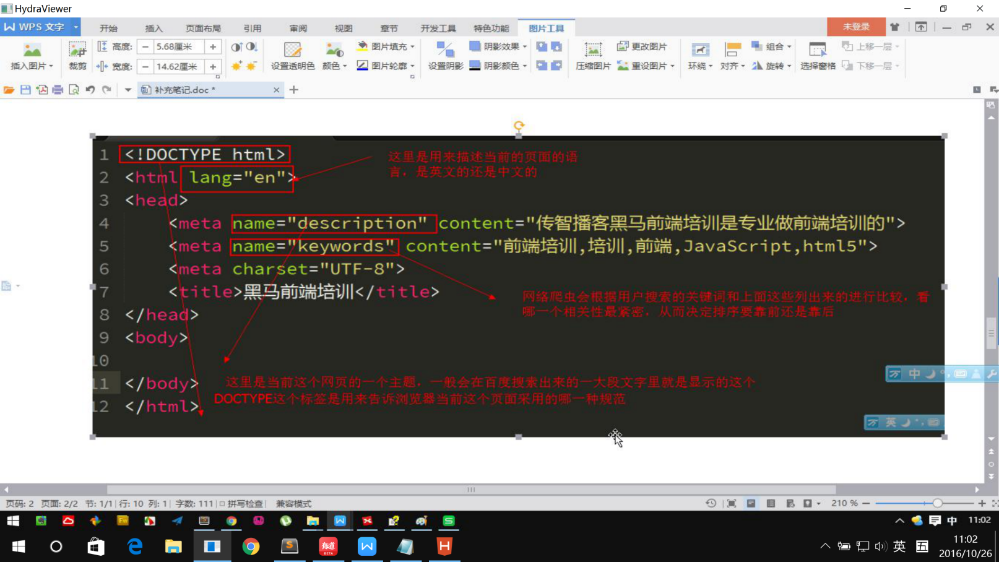 HydraViewer
WPS 文字 开始 插入 页面布局 引用 审阅 视图 章节 开发工具 特色功能 图片工具 未登录
高度: 5.68厘米 图片填充 阴影效果 更改图片 组合 上移一层
插入图片 裁剪 宽度: 14.62厘米 设置透明色 颜色 图片轮廓 设置阴影 阴影颜色 压缩图片 重设图片 环绕 对齐 旋转 选择窗格 下移一层
补充笔记.doc *
1 <!DOCTYPE html>
这里是用来描述当前的页面的语
言，是英文的还是中文的
2 <html lang="en">
3 <head>
4 <meta name="description" content="传智播客黑马前端培训是专业做前端培训的">
5 <meta name="keywords" content="前端培训,培训,前端,JavaScript,html5">
6 <meta charset="UTF-8">
7 <title>黑马前端培训</title>
网络爬虫会根据用户搜索的关键词和上面这些列出来的进行比较，看
哪一个相关性最紧密，从而决定排序要靠前还是靠后
8 </head>
9 <body>
10
11 </body>
这里是当前这个网页的一个主题，一般会在百度搜索出来的一大段文字里就是显示的这个
DOCTYPE这个标签是用来告诉浏览器当前这个页面采用的哪一种规范
12 </html>
中
英
页码: 2 页面: 2/2 节: 1/1 行: 10 列: 1 字数: 111 拼写检查 兼容模式 210 %
中 11:02
有道
BETA
英 五 11:02
2016/10/26